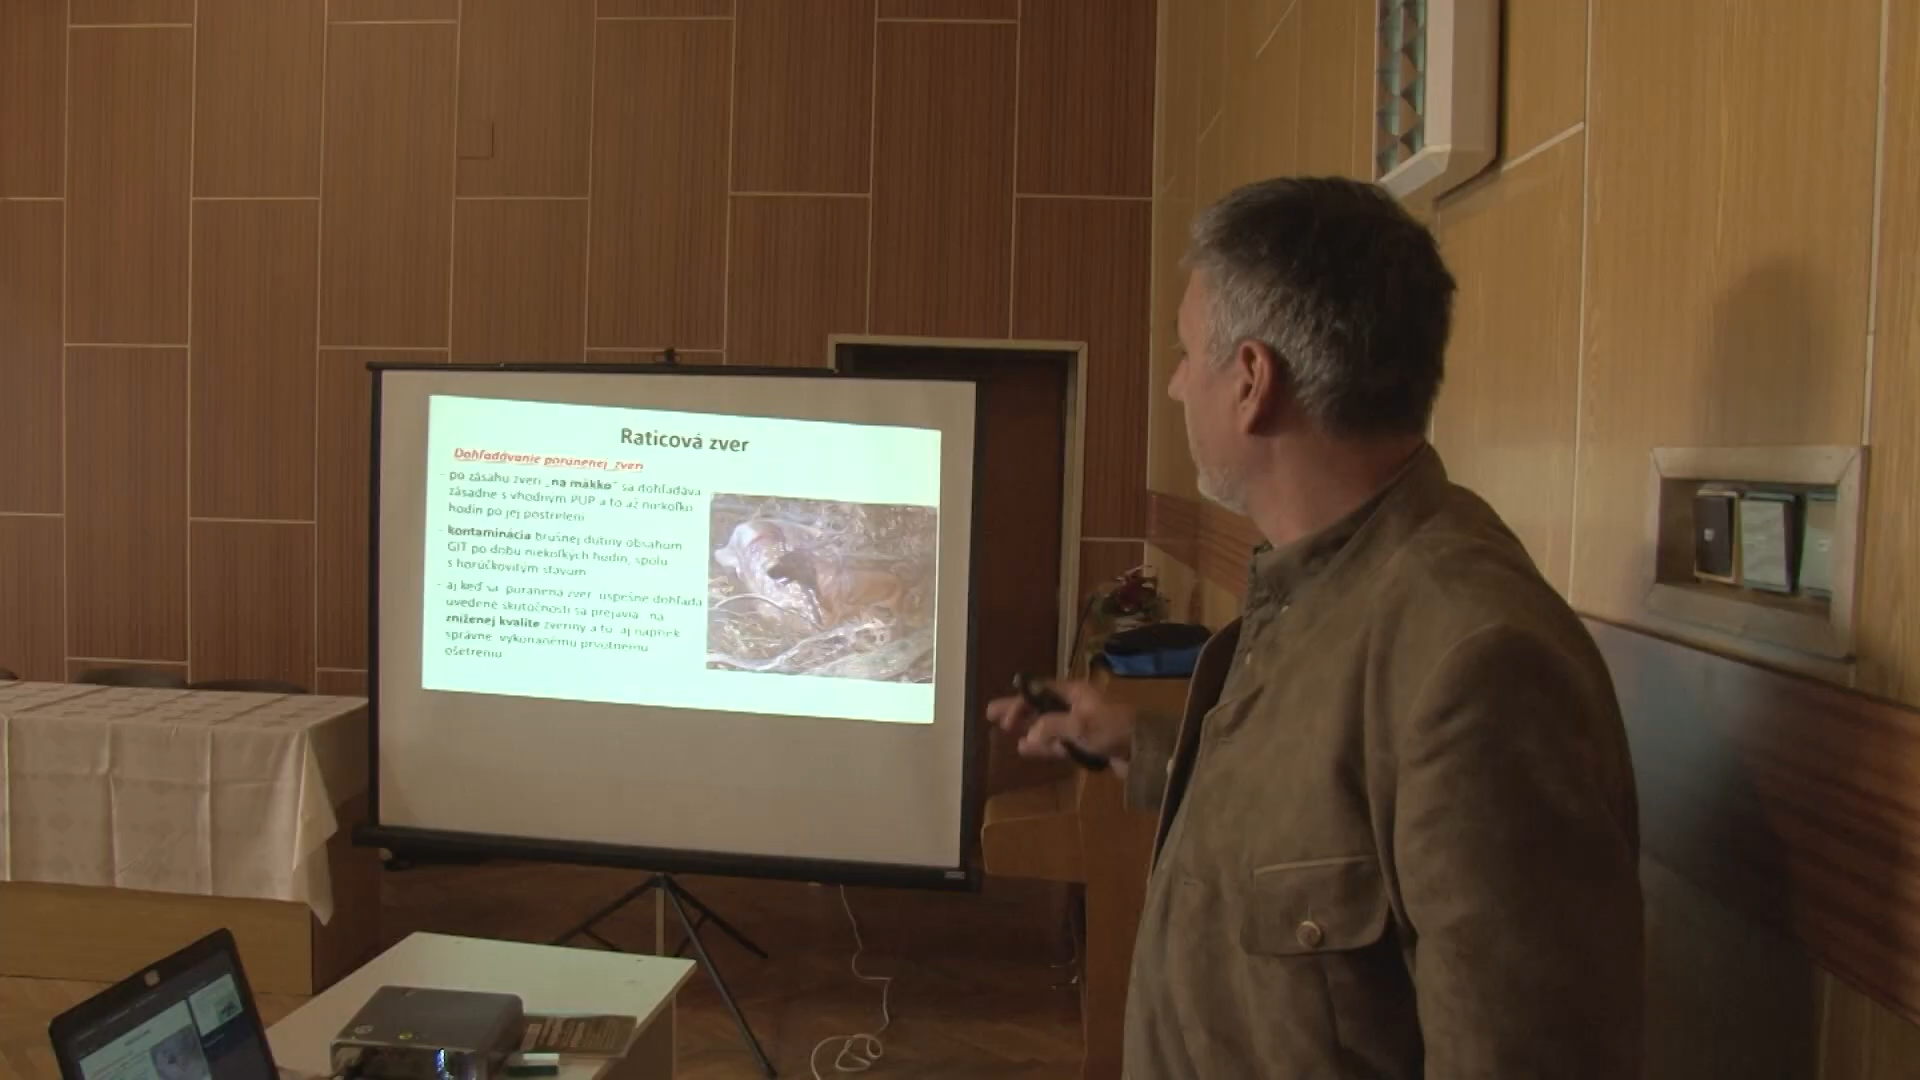 Raticová zver
Dohľadávanie poranenej zveri
- po zásahu zveri „na mäkko" sa dohľadáva
zásadne s vhodným PUP a to až niekoľko
hodín po jej postrelení
- kontaminácia brušnej dutiny obsahom
GIT po dobu niekoľkých hodín, spolu
s horúčkovitým stavom
- aj keď sa poranená zver úspešne dohľadá
uvedené skutočnosti sa prejavia na
zníženej kvalite zveriny a to aj napriek
správne vykonanému prvotnému
ošetreniu